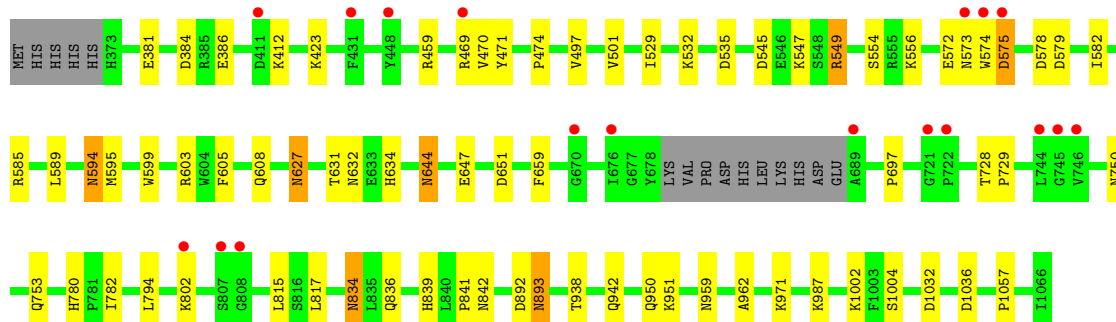 MET HIS HIS HIS HIS H373 E381 D384 R385 E386 D411 K412 K423 F431 Y448 R459 R469 V470 Y471 P474 V497 V501 I529 K532 D535 D545 E546 K547 S548 R549 S554 R555 K556 E572 N573 W574 D575 D578 D579 I582
R585 L589 N594 M595 W599 R603 W604 F605 Q608 N627 T631 N632 E633 H634 N644 E647 D651 F659 G670 I676 G677 Y678 LYS VAL PRO ASP HIS LEU LYS HIS ASP GLU A689 P697 G721 P722 T728 P729 L744 G745 V746
Q753 H780 P781 I782 L794 K802 S807 G808 L815 S816 L817 N834 L835 Q836 H839 L840 P841 N842 D892 N893 T938 Q942 Q950 K951 N959 A962 K971 K987 K1002 F1003 S1004 D1032 D1036 P1057 I1066